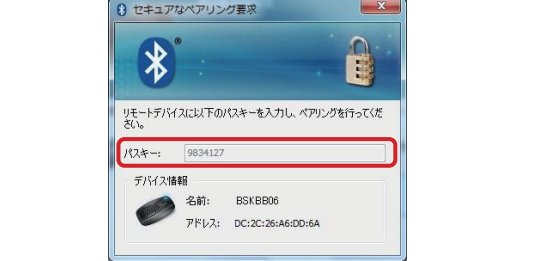 セキュアなペアリング要求
リモートデバイスに以下のパスキーを入力し、ペアリングを行ってくだ
さい。
パスキー: 9834127
デバイス情報
名前: BSKBB06
アドレス: DC:2C:26:A6:DD:6A